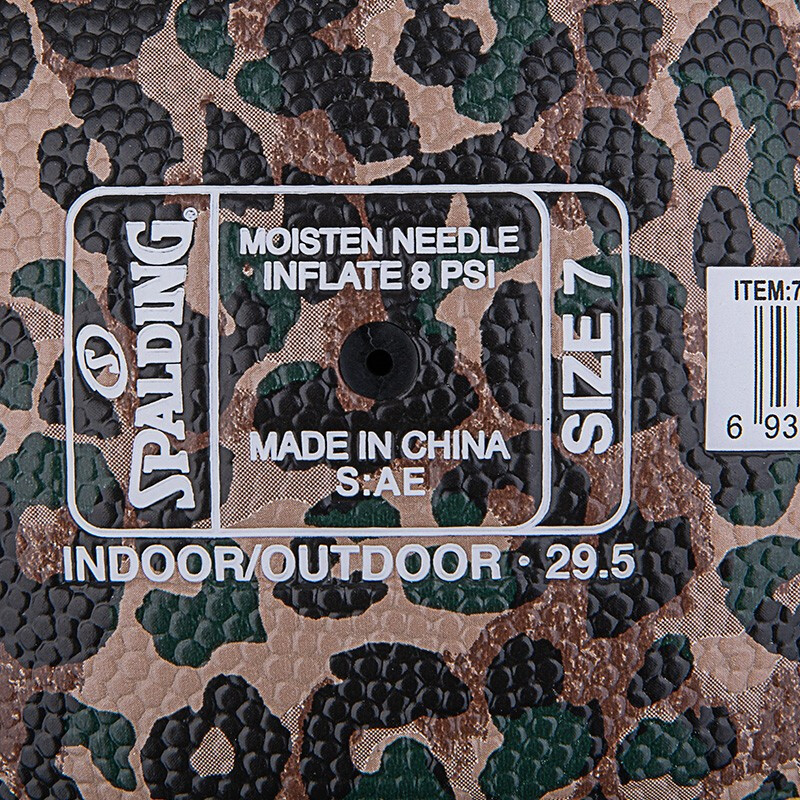 SPALDING®
MOISTEN NEEDLE
INFLATE 8 PSI
MADE IN CHINA
S:AE
SIZE 7
INDOOR/OUTDOOR · 29.5
ITEM:7
6 93